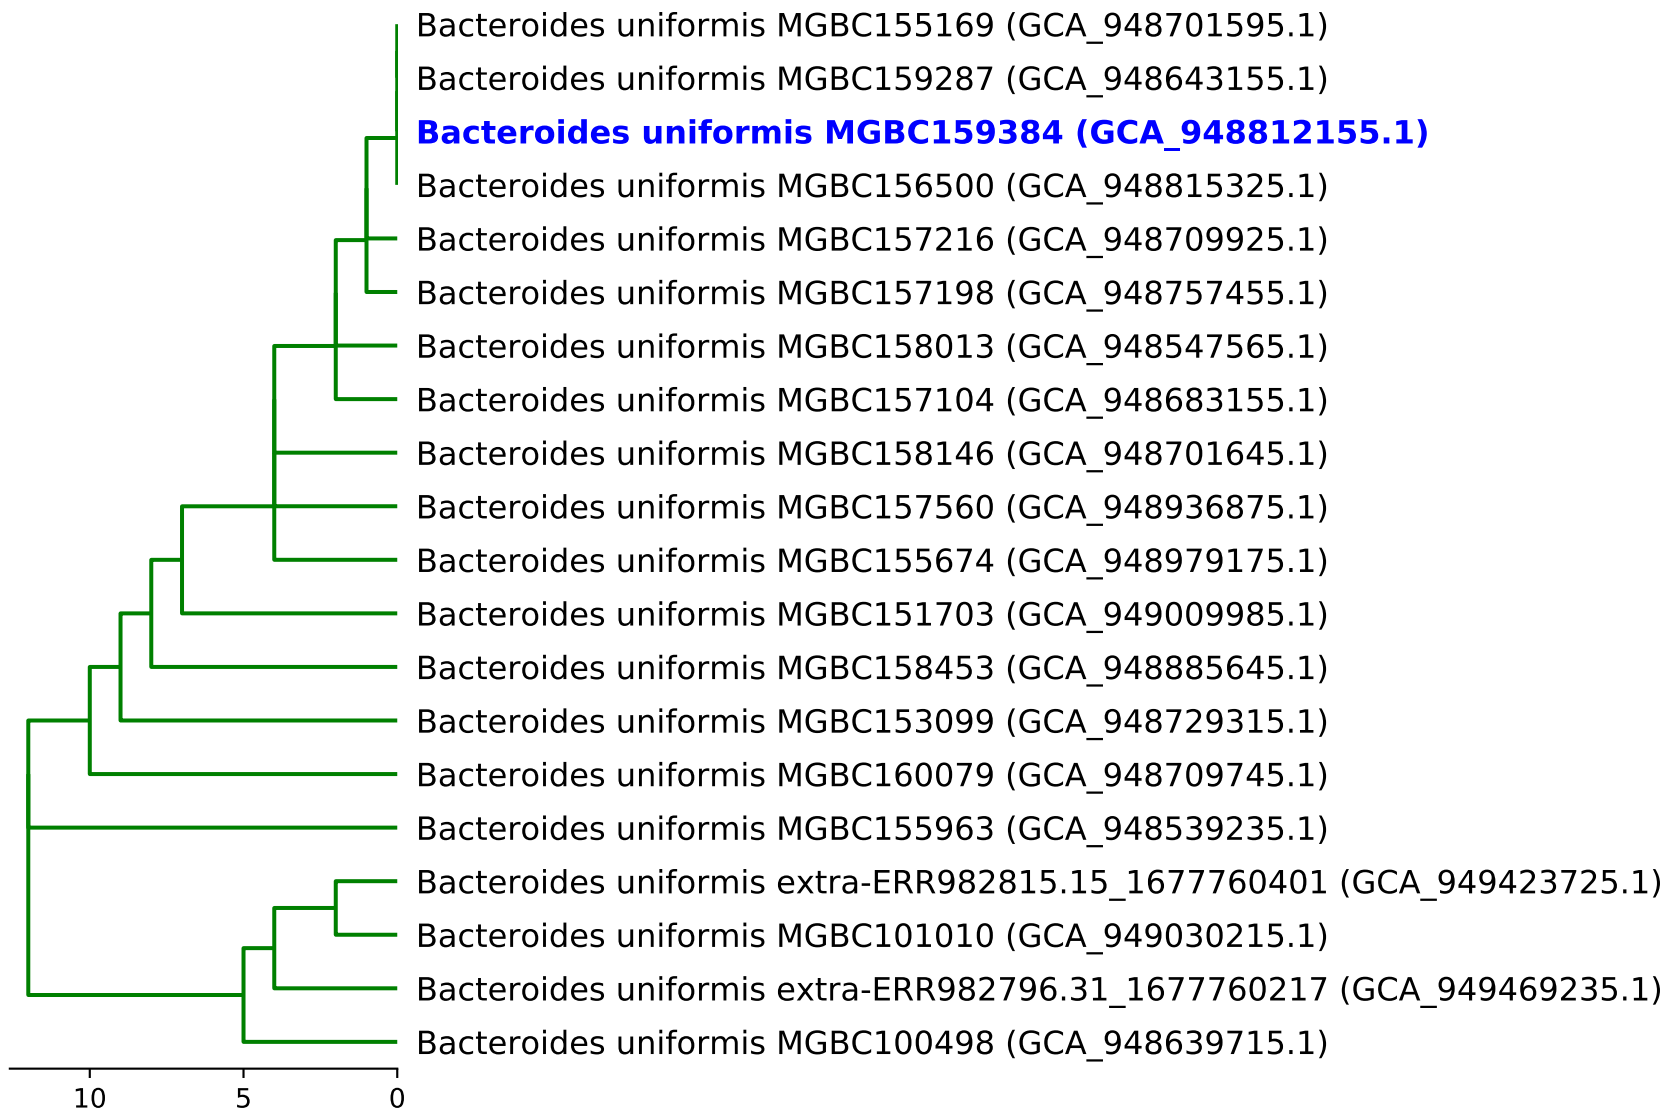 Bacteroides uniformis MGBC155169 (GCA_948701595.1)
Bacteroides uniformis MGBC159287 (GCA_948643155.1)
Bacteroides uniformis MGBC159384 (GCA_948812155.1)
Bacteroides uniformis MGBC156500 (GCA_948815325.1)
Bacteroides uniformis MGBC157216 (GCA_948709925.1)
Bacteroides uniformis MGBC157198 (GCA_948757455.1)
Bacteroides uniformis MGBC158013 (GCA_948547565.1)
Bacteroides uniformis MGBC157104 (GCA_948683155.1)
Bacteroides uniformis MGBC158146 (GCA_948701645.1)
Bacteroides uniformis MGBC157560 (GCA_948936875.1)
Bacteroides uniformis MGBC155674 (GCA_948979175.1)
Bacteroides uniformis MGBC151703 (GCA_949009985.1)
Bacteroides uniformis MGBC158453 (GCA_948885645.1)
Bacteroides uniformis MGBC153099 (GCA_948729315.1)
Bacteroides uniformis MGBC160079 (GCA_948709745.1)
Bacteroides uniformis MGBC155963 (GCA_948539235.1)
Bacteroides uniformis extra-ERR982815.15_1677760401 (GCA_949423725.1)
Bacteroides uniformis MGBC101010 (GCA_949030215.1)
Bacteroides uniformis extra-ERR982796.31_1677760217 (GCA_949469235.1)
Bacteroides uniformis MGBC100498 (GCA_948639715.1)
10 5 0